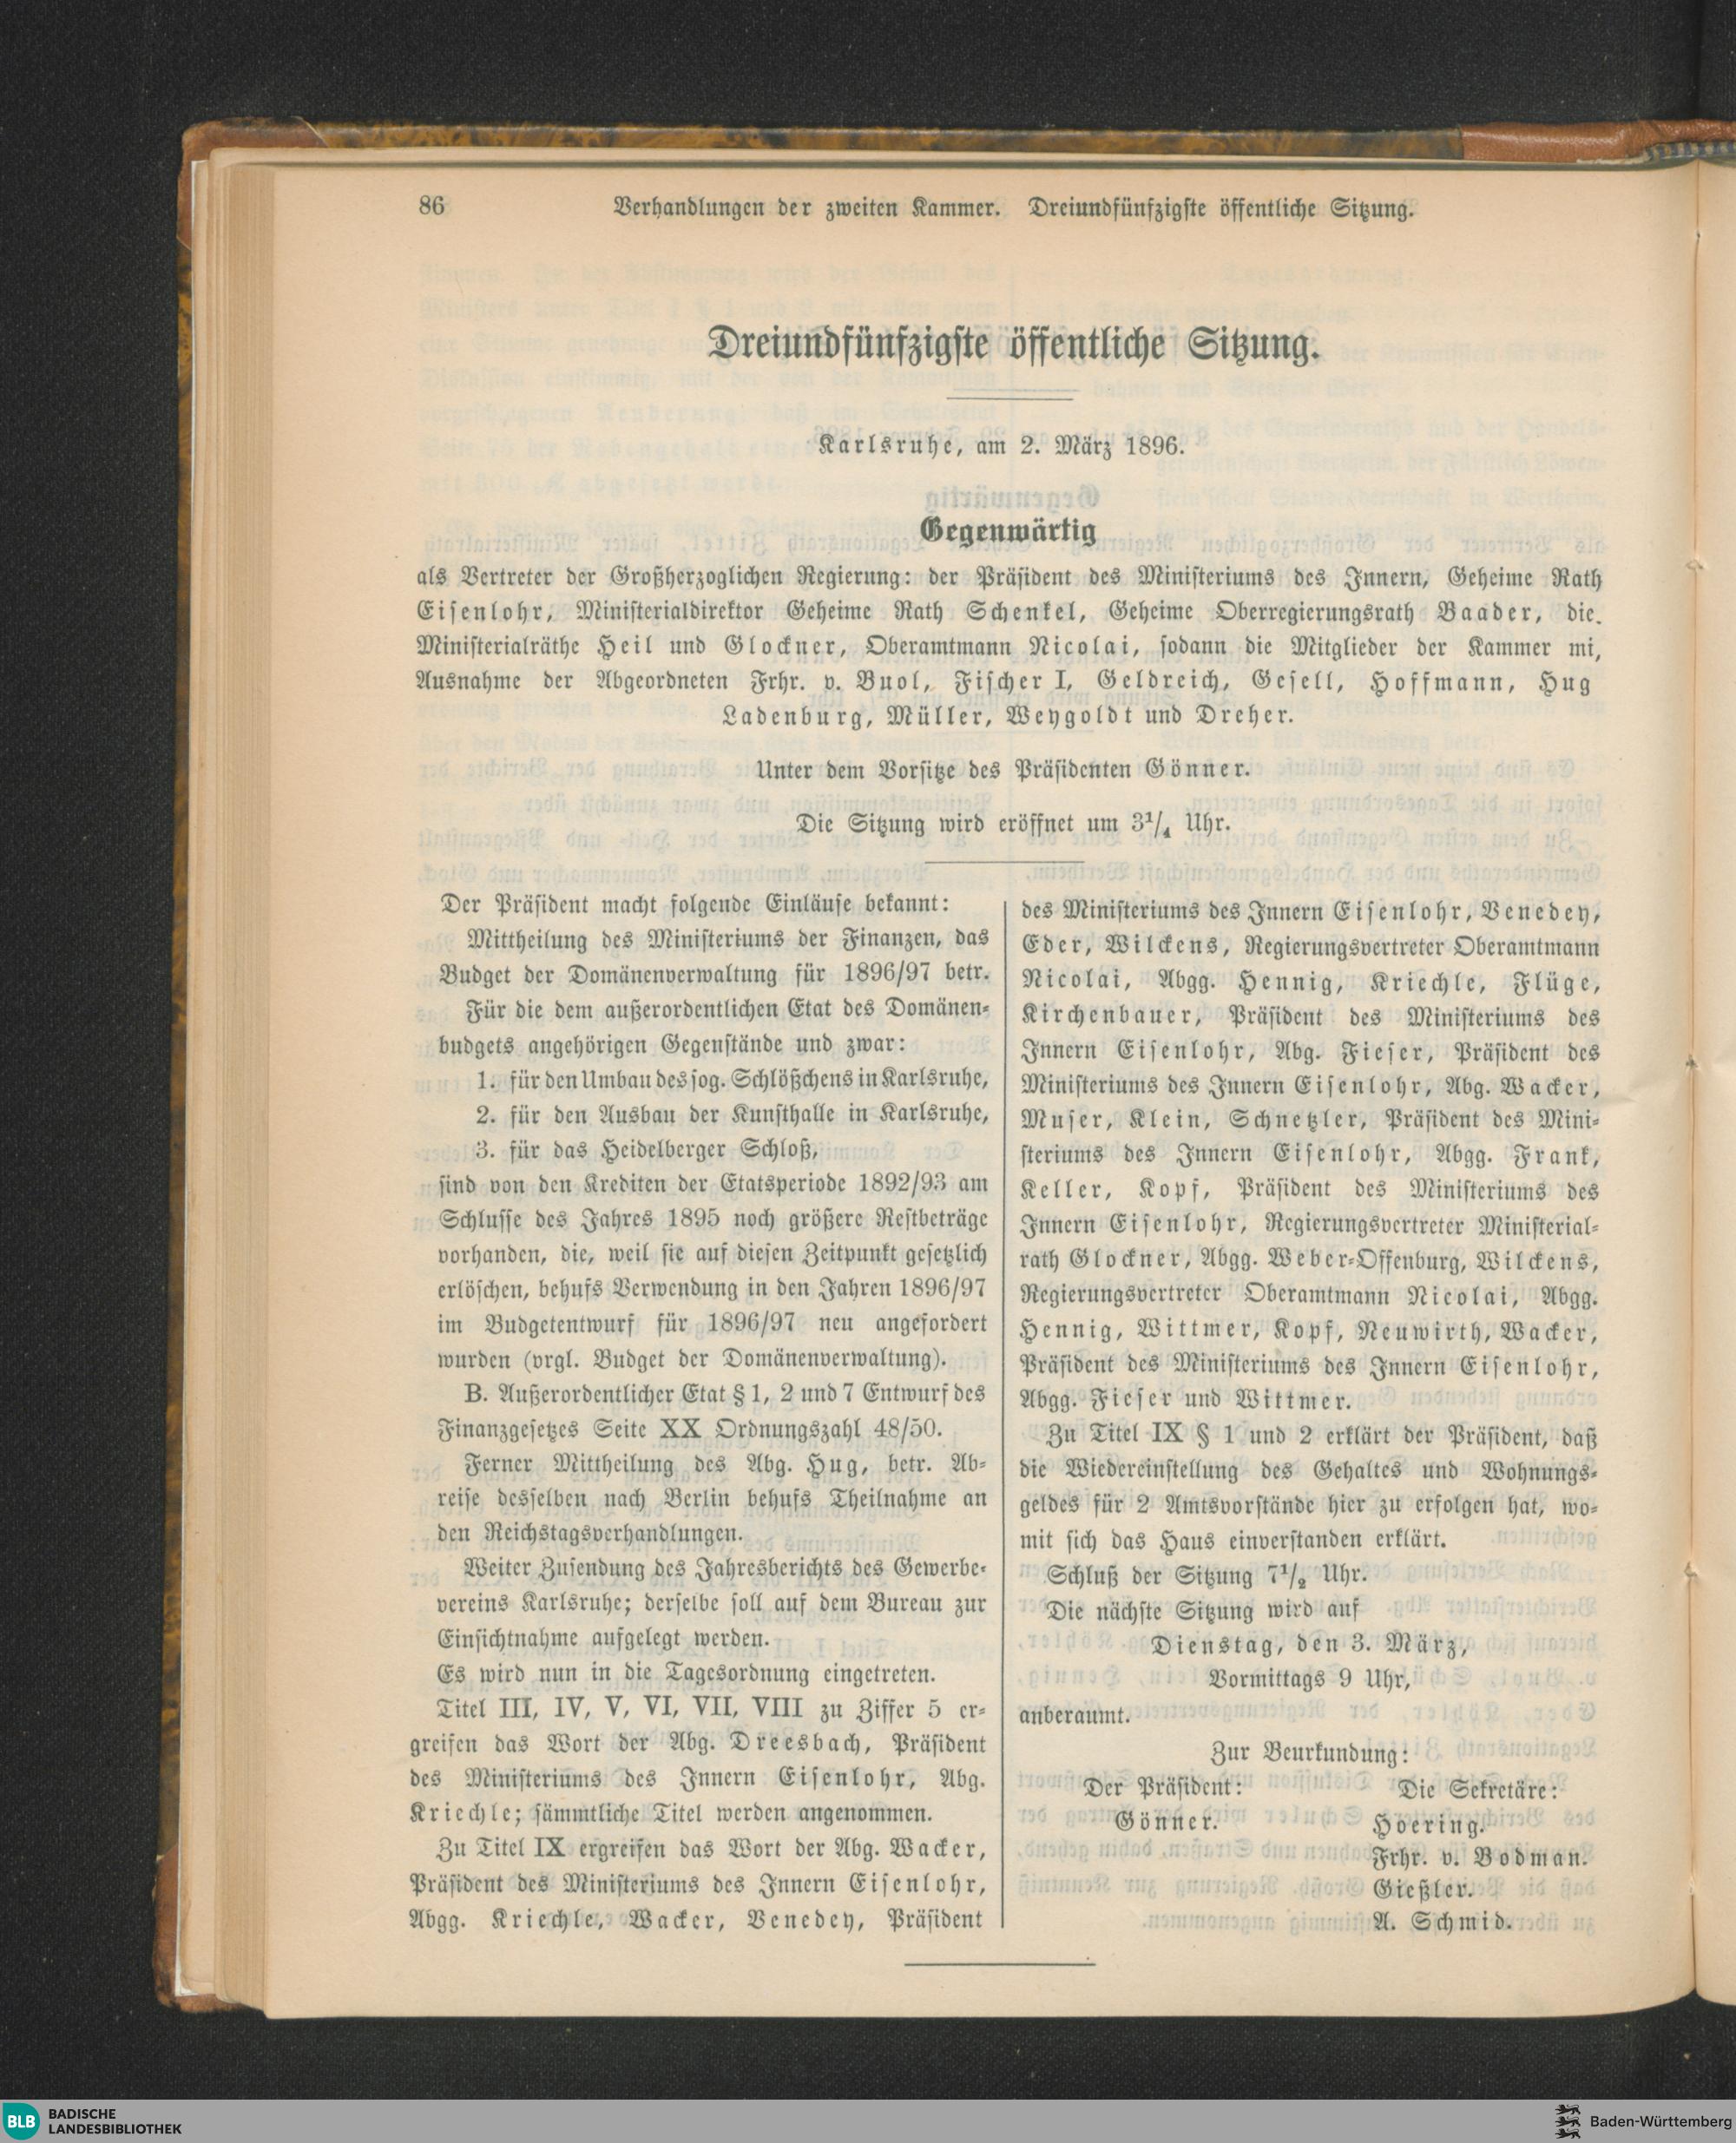 86 Verhandlungen der zweiten Kammer. Dreiundfünfzigste öffentliche Sitzung.
Dreiundfünfzigste öffentliche Sitzung.
Karlsruhe, am 2. März 1896.
Gegenwärtig
als Vertreter der Großherzoglichen Regierung: der Präsident des Ministeriums des Innern, Geheime Rath
Eisenlohr, Ministerialdirektor Geheime Rath Schenkel, Geheime Oberregierungsrath Baader, die
Ministerialräthe Heil und Glockner, Oberamtmann Nicolai, sodann die Mitglieder der Kammer mi,
Ausnahme der Abgeordneten Frhr. v. Buol, Fischer I, Geldreich, Gesell, Hoffmann, Hug
Ladenburg, Müller, Weygoldt und Dreher.
Unter dem Vorsitze des Präsidenten Gönner.
Die Sitzung wird eröffnet um 3¹/₄ Uhr.
Der Präsident macht folgende Einläufe bekannt:
Mittheilung des Ministeriums der Finanzen, das
Budget der Domänenverwaltung für 1896/97 betr.
Für die dem außerordentlichen Etat des Domänen-
budgets angehörigen Gegenstände und zwar:
1. für den Umbau des sog. Schlößchens in Karlsruhe,
2. für den Ausbau der Kunsthalle in Karlsruhe,
3. für das Heidelberger Schloß,
sind von den Krediten der Etatsperiode 1892/93 am
Schlusse des Jahres 1895 noch größere Restbeträge
vorhanden, die, weil sie auf diesen Zeitpunkt gesetzlich
erlöschen, behufs Verwendung in den Jahren 1896/97
im Budgetentwurf für 1896/97 neu angefordert
wurden (vrgl. Budget der Domänenverwaltung).
B. Außerordentlicher Etat § 1, 2 und 7 Entwurf des
Finanzgesetzes Seite XX Ordnungszahl 48/50.
Ferner Mittheilung des Abg. Hug, betr. Ab-
reise desselben nach Berlin behufs Theilnahme an
den Reichstagsverhandlungen.
Weiter Zusendung des Jahresberichts des Gewerbe-
vereins Karlsruhe; derselbe soll auf dem Bureau zur
Einsichtnahme aufgelegt werden.
Es wird nun in die Tagesordnung eingetreten.
Titel III, IV, V, VI, VII, VIII zu Ziffer 5 er-
greifen das Wort der Abg. Dreesbach, Präsident
des Ministeriums des Innern Eisenlohr, Abg.
Kriechle; sämmtliche Titel werden angenommen.
Zu Titel IX ergreifen das Wort der Abg. Wacker,
Präsident des Ministeriums des Innern Eisenlohr,
Abgg. Kriechle, Wacker, Venedey, Präsident
des Ministeriums des Innern Eisenlohr, Venedey,
Eder, Wilckens, Regierungsvertreter Oberamtmann
Nicolai, Abgg. Hennig, Kriechle, Flüge,
Kirchenbauer, Präsident des Ministeriums des
Innern Eisenlohr, Abg. Fieser, Präsident des
Ministeriums des Innern Eisenlohr, Abg. Wacker,
Muser, Klein, Schnetzler, Präsident des Mini-
steriums des Innern Eisenlohr, Abgg. Frank,
Keller, Kopf, Präsident des Ministeriums des
Innern Eisenlohr, Regierungsvertreter Ministerial-
rath Glockner, Abgg. Weber-Offenburg, Wilckens,
Regierungsvertreter Oberamtmann Nicolai, Abgg.
Hennig, Wittmer, Kopf, Neuwirth, Wacker,
Präsident des Ministeriums des Innern Eisenlohr,
Abgg. Fieser und Wittmer.
Zu Titel IX § 1 und 2 erklärt der Präsident, daß
die Wiedereinstellung des Gehaltes und Wohnungs-
geldes für 2 Amtsvorstände hier zu erfolgen hat, wo-
mit sich das Haus einverstanden erklärt.
Schluß der Sitzung 7¹/₂ Uhr.
Die nächste Sitzung wird auf
Dienstag, den 3. März,
Vormittags 9 Uhr,
anberaumt.
Zur Beurkundung:
Der Präsident: Die Sekretäre:
Gönner. Hoering.
Frhr. v. Bodman.
Gießler.
A. Schmid.
BLB BADISCHE
LANDESBIBLIOTHEK
Baden-Württemberg